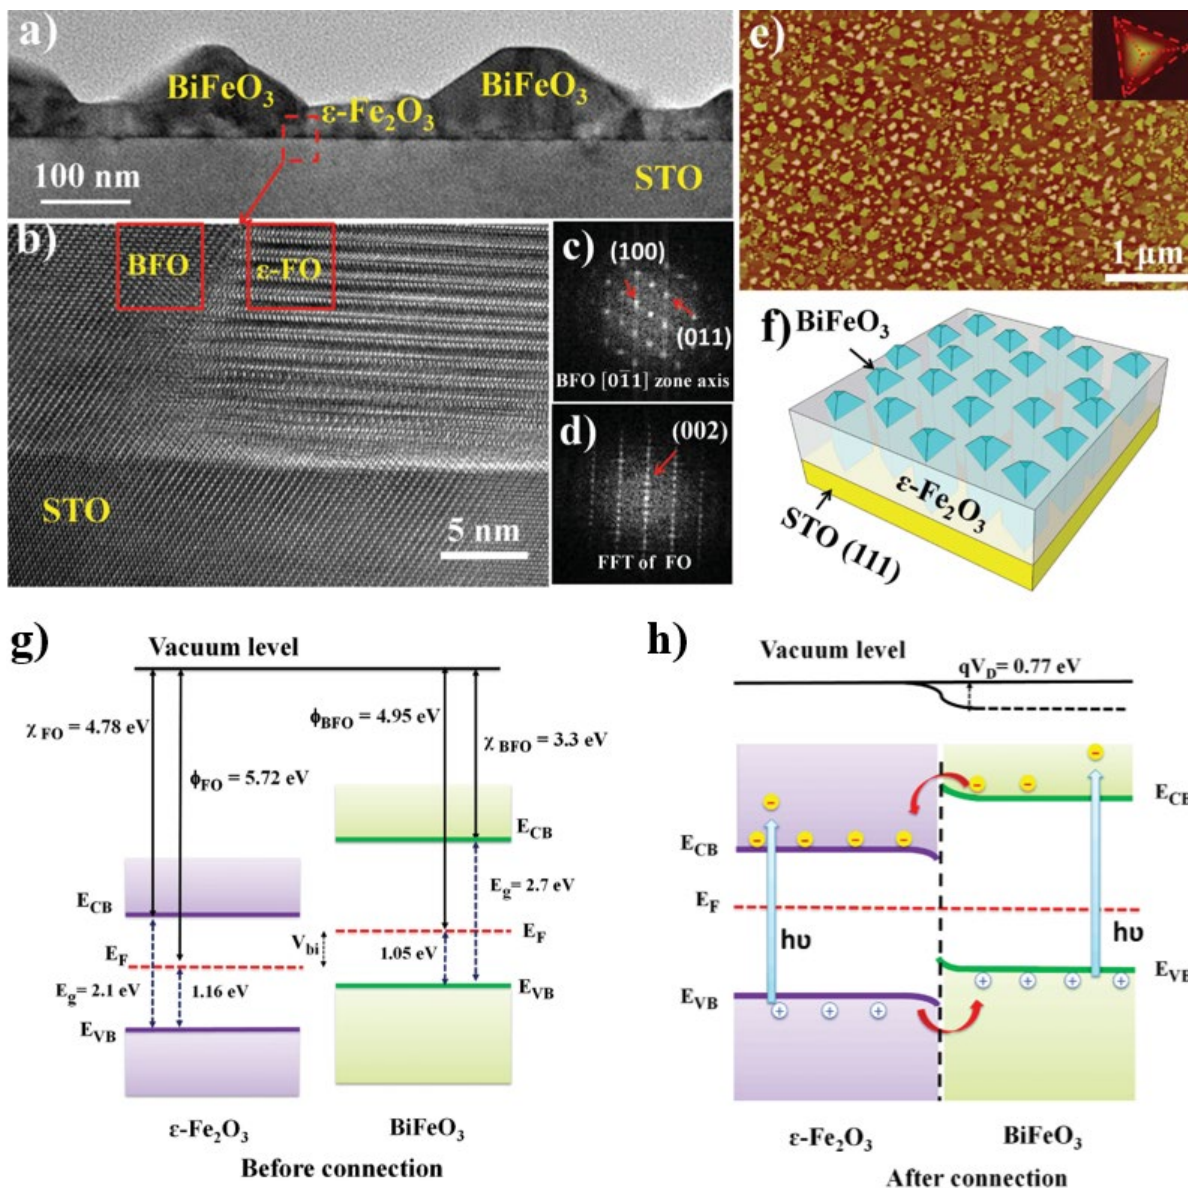 a)
BiFeO₃
BiFeO₃
ε-Fe₂O₃
100 nm
STO
b)
BFO
ε-FO
STO
5 nm
c)
(100)
(011)
BFO [01̄1] zone axis
d)
(002)
FFT of FO
e)
1 μm
f)
BiFeO₃
ε-Fe₂O₃
STO (111)
g)
Vacuum level
χ FO = 4.78 eV
ϕBFO = 4.95 eV
χ BFO = 3.3 eV
ϕFO = 5.72 eV
ECB
ECB
Eg= 2.7 eV
EF
Vbi
EF
1.05 eV
Eg= 2.1 eV
1.16 eV
EVB
EVB
ε-Fe₂O₃
BiFeO₃
Before connection
h)
Vacuum level
qVD= 0.77 eV
ECB
ECB
EF
hυ
hυ
EVB
EVB
ε-Fe₂O₃
BiFeO₃
After connection